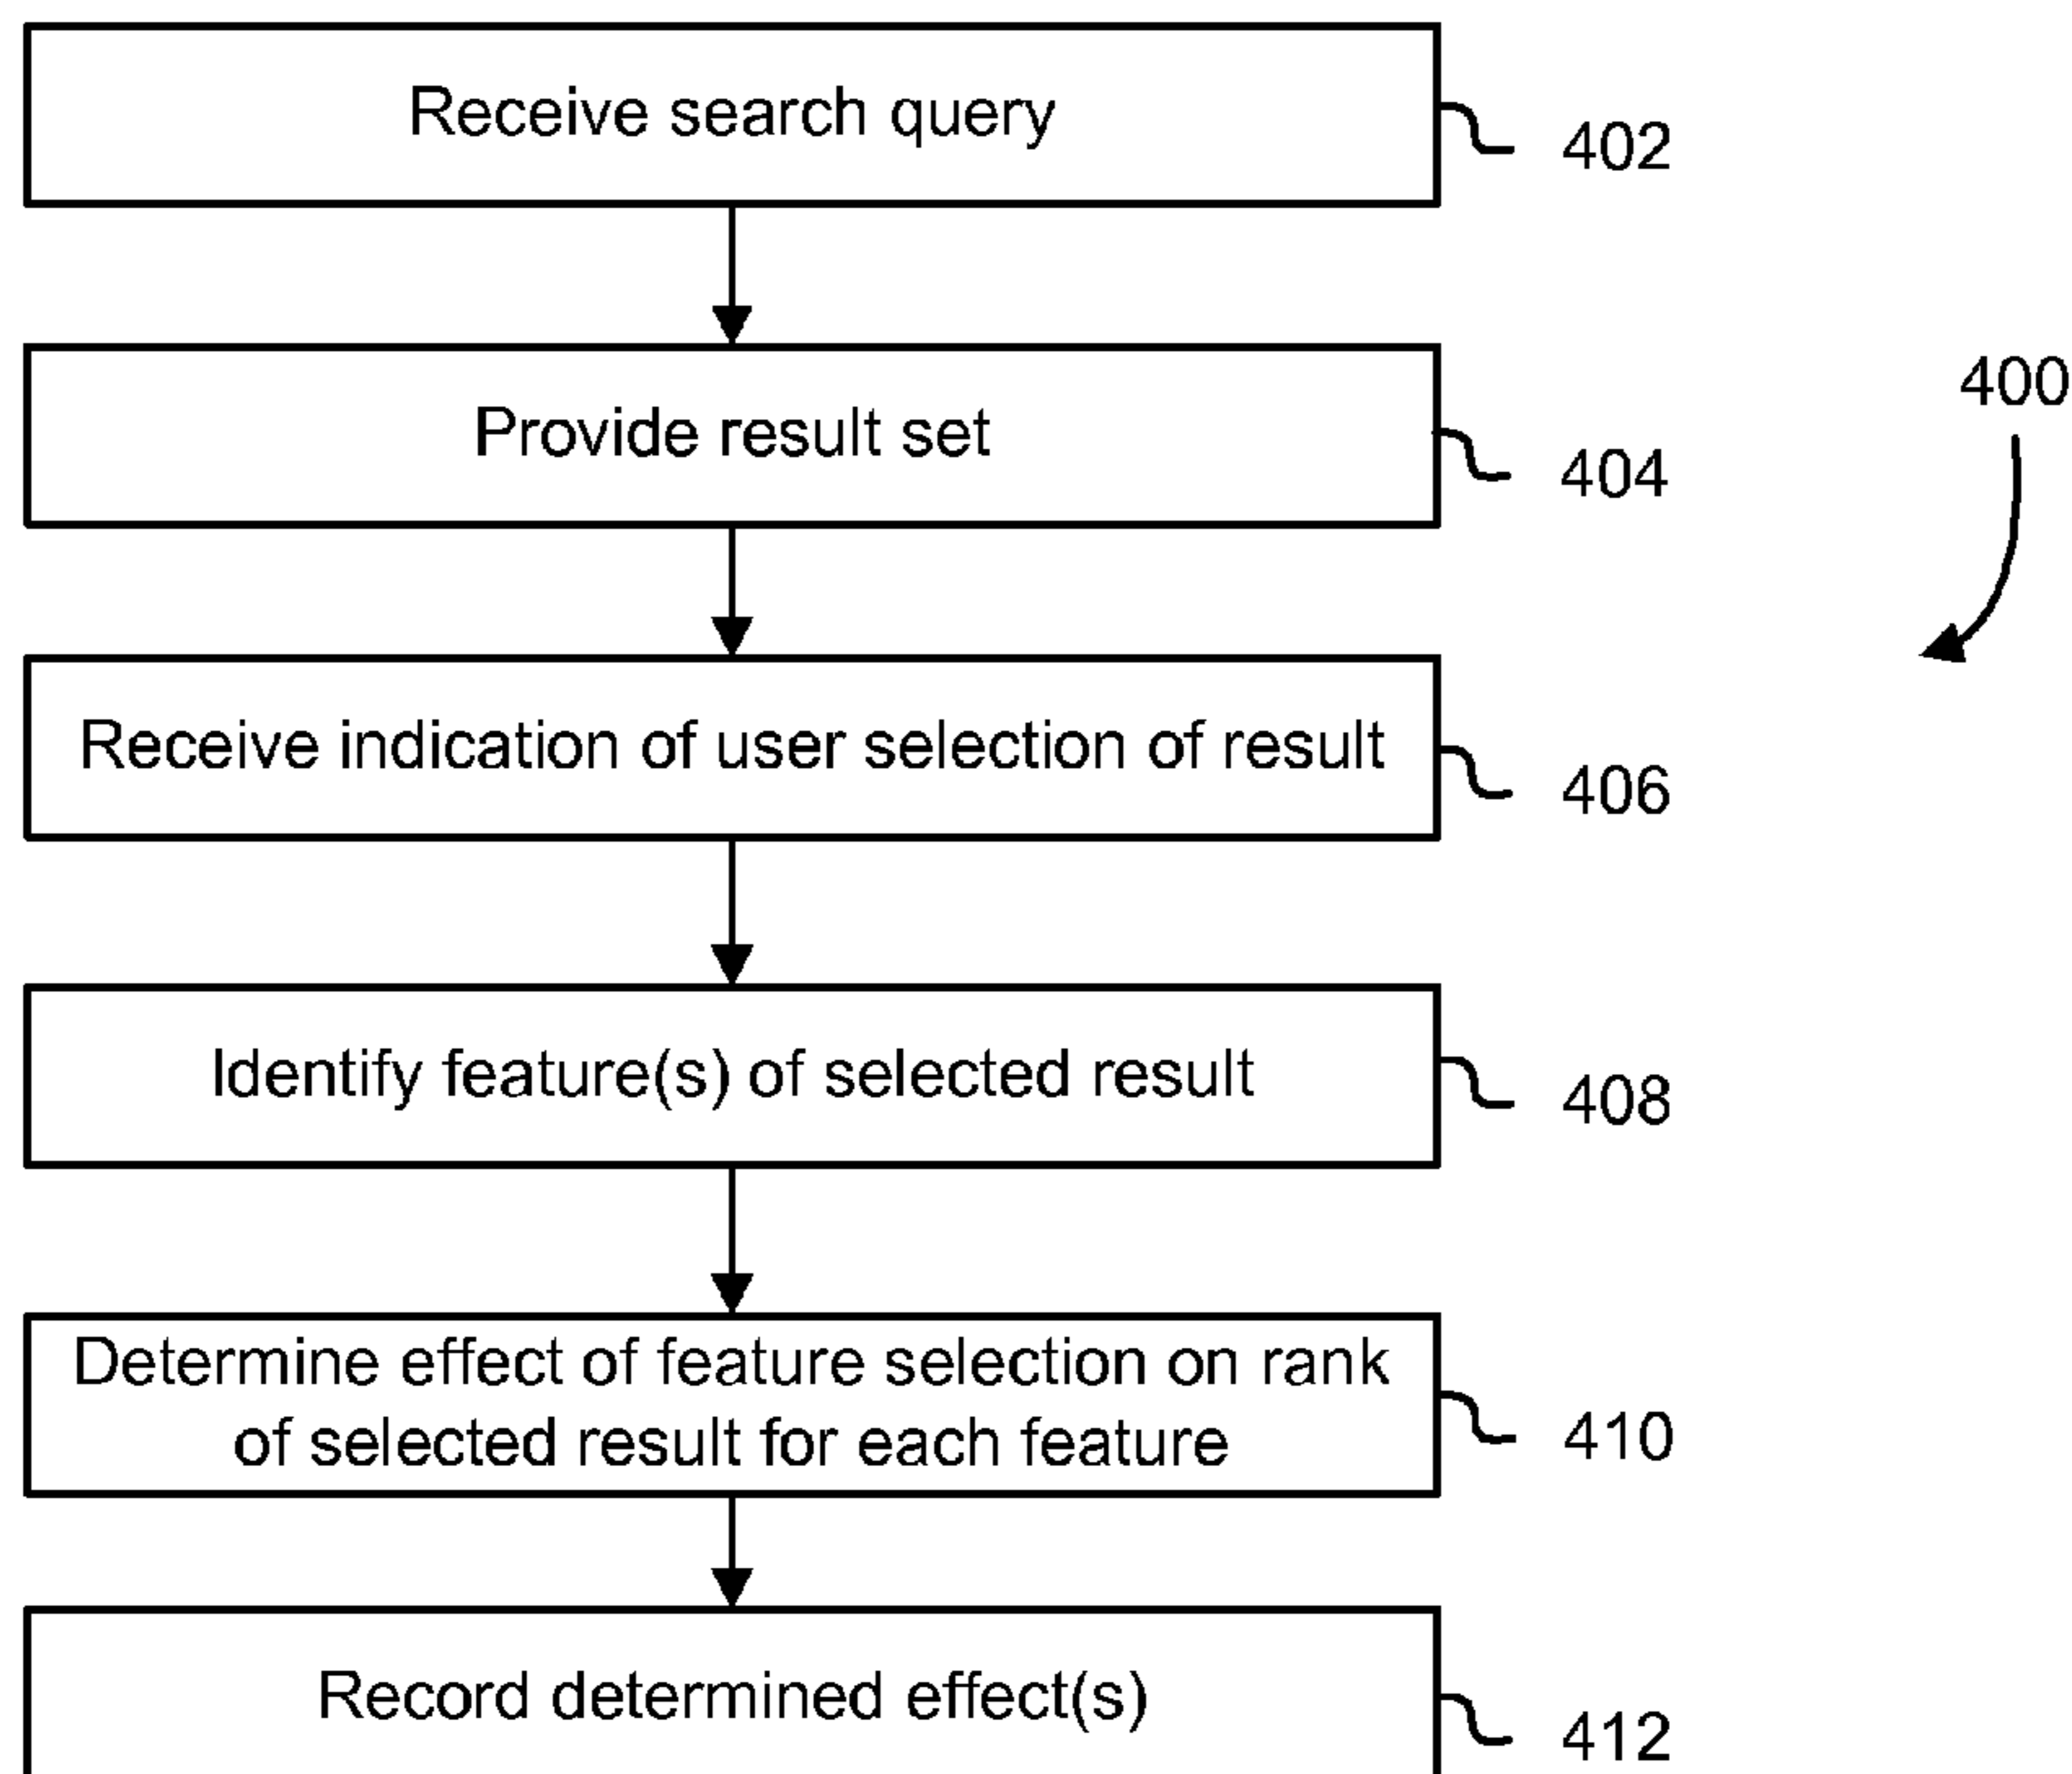 Receive search query
402
Provide result set
404
400
Receive indication of user selection of result
406
Identify feature(s) of selected result
408
Determine effect of feature selection on rank
of selected result for each feature
410
Record determined effect(s)
412